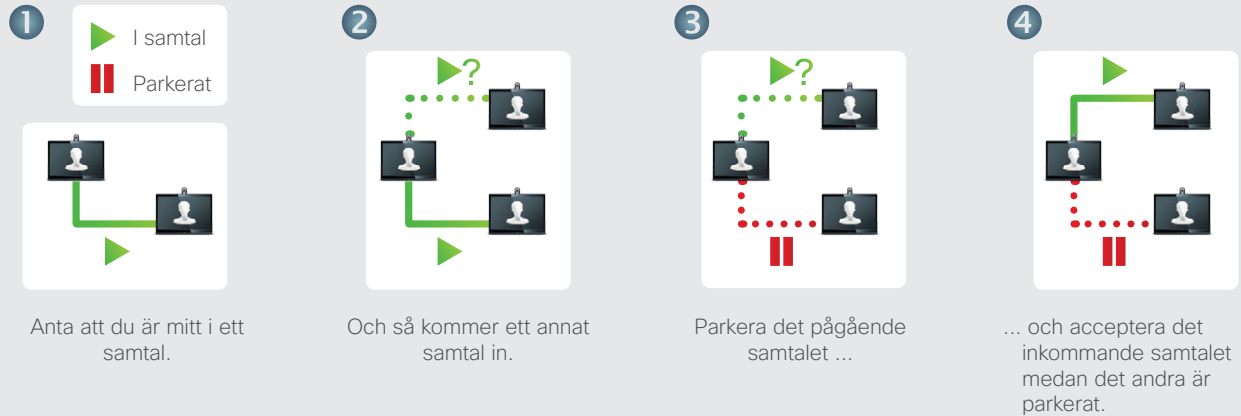 1
I samtal
Parkerat
Anta att du är mitt i ett
samtal.
2
?
Och så kommer ett annat
samtal in.
3
?
Parkera det pågående
samtalet ...
4
... och acceptera det
inkommande samtalet
medan det andra är
parkerat.